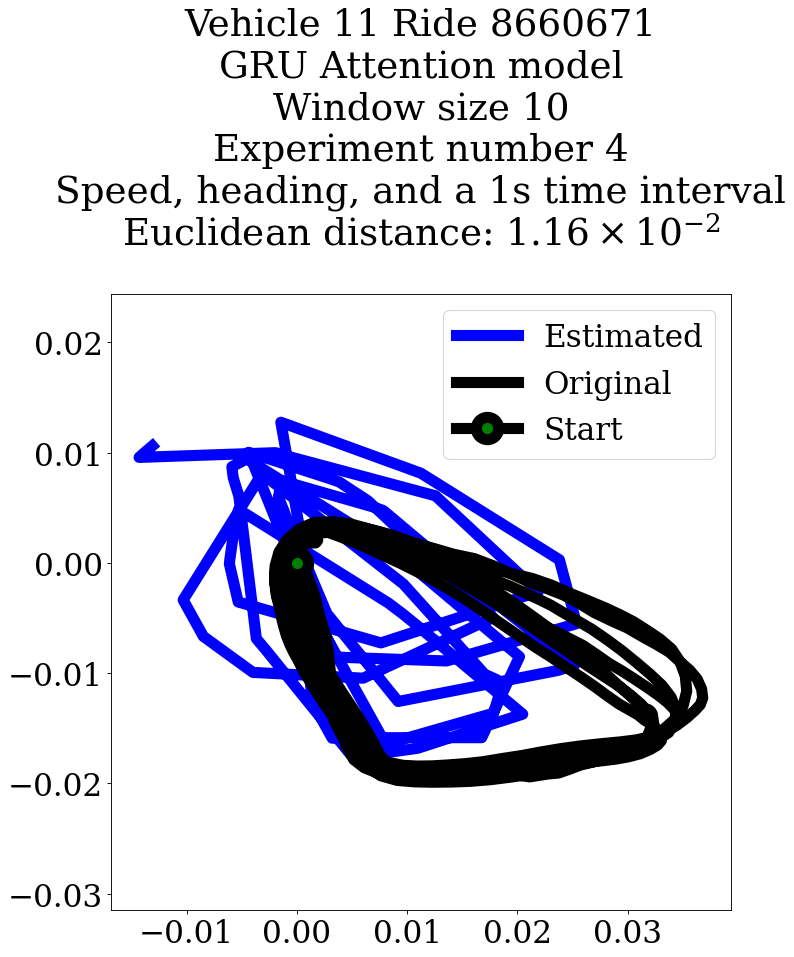 Vehicle 11 Ride 8660671
GRU Attention model
Window size 10
Experiment number 4
Speed, heading, and a 1s time interval
Euclidean distance: 1.16 × 10⁻²
Estimated
Original
Start
0.02
0.01
0.00
−0.01
−0.02
−0.03
−0.01 0.00 0.01 0.02 0.03